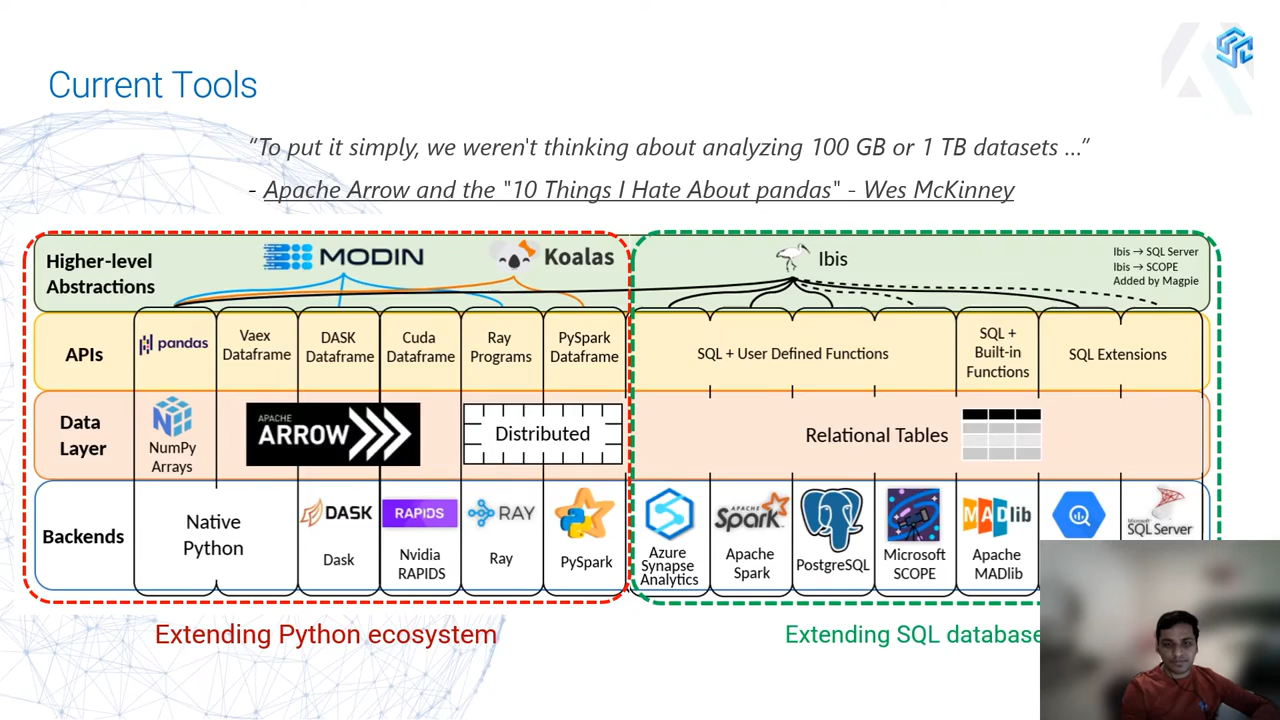 Current Tools
“To put it simply, we weren't thinking about analyzing 100 GB or 1 TB datasets …”
- Apache Arrow and the "10 Things I Hate About pandas" - Wes McKinney
Higher-level
Abstractions
MODIN
Koalas
Ibis
Ibis → SQL Server
Ibis → SCOPE
Added by Magpie
APIs
pandas
Vaex
Dataframe
DASK
Dataframe
Cuda
Dataframe
Ray
Programs
PySpark
Dataframe
SQL + User Defined Functions
SQL +
Built-in
Functions
SQL Extensions
Data
Layer
NumPy
Arrays
APACHE
ARROW
Distributed
Relational Tables
Backends
Native
Python
DASK
Dask
RAPIDS
Nvidia
RAPIDS
RAY
Ray
PySpark
Azure
Synapse
Analytics
APACHE
Spark
Apache
Spark
PostgreSQL
Microsoft
SCOPE
MADlib
Apache
MADlib
Microsoft
SQL Server
Extending Python ecosystem
Extending SQL database